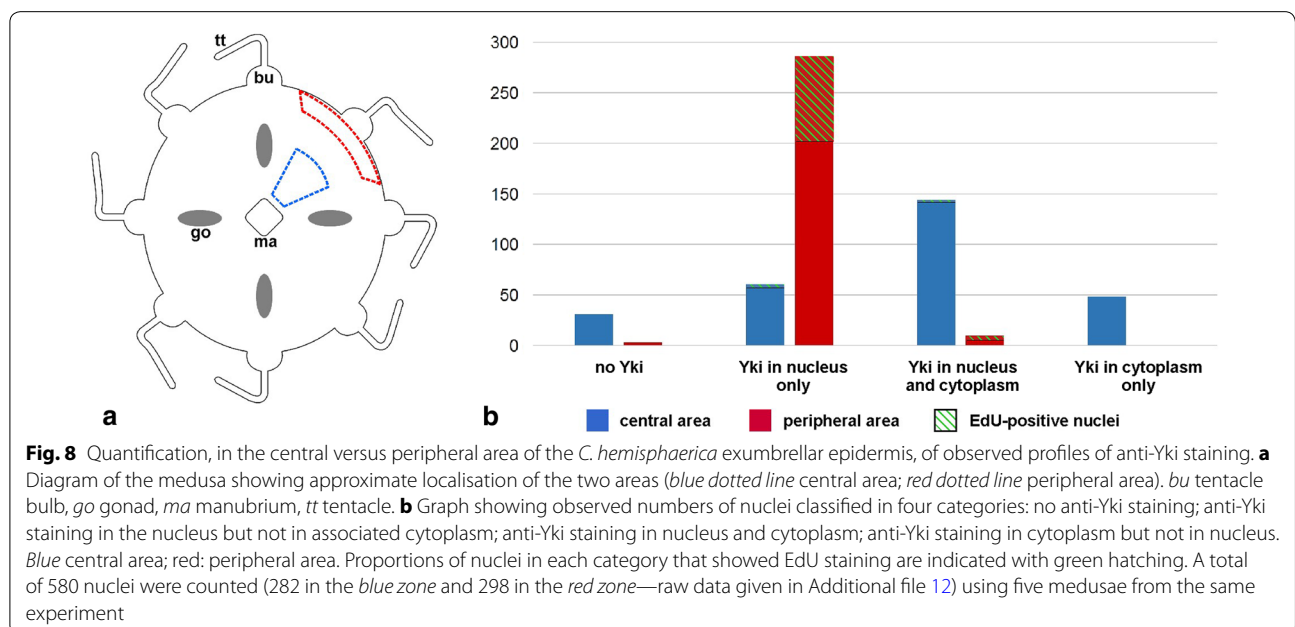 tt
bu
go
ma
a
300
250
200
150
100
50
0
no Yki
Yki in nucleus
only
Yki in nucleus
and cytoplasm
Yki in cytoplasm
only
b
central area
peripheral area
EdU-positive nuclei
Fig. 8 Quantification, in the central versus peripheral area of the C. hemisphaerica exumbrellar epidermis, of observed profiles of anti-Yki staining. a
Diagram of the medusa showing approximate localisation of the two areas (blue dotted line central area; red dotted line peripheral area). bu tentacle
bulb, go gonad, ma manubrium, tt tentacle. b Graph showing observed numbers of nuclei classified in four categories: no anti-Yki staining; anti-Yki
staining in the nucleus but not in associated cytoplasm; anti-Yki staining in nucleus and cytoplasm; anti-Yki staining in cytoplasm but not in nucleus.
Blue central area; red: peripheral area. Proportions of nuclei in each category that showed EdU staining are indicated with green hatching. A total
of 580 nuclei were counted (282 in the blue zone and 298 in the red zone—raw data given in Additional file 12) using five medusae from the same
experiment